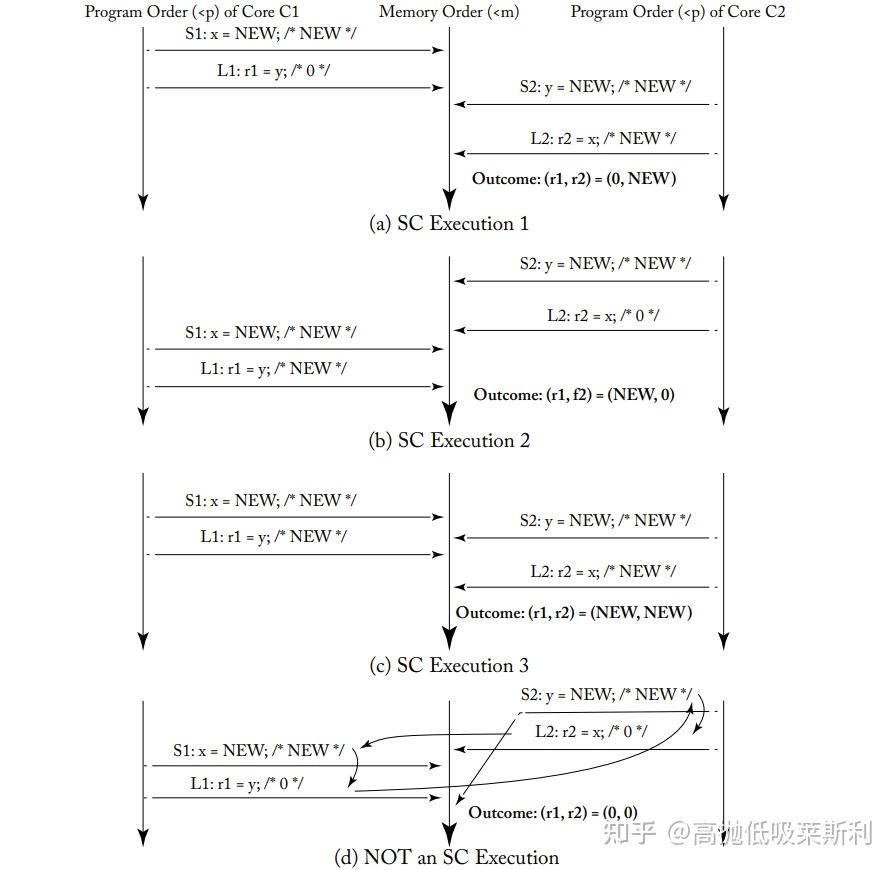 Program Order (<p) of Core C1 Memory Order (<m) Program Order (<p) of Core C2
S1: x = NEW; /* NEW */
L1: r1 = y; /* 0 */
S2: y = NEW; /* NEW */
L2: r2 = x; /* NEW */
Outcome: (r1, r2) = (0, NEW)
(a) SC Execution 1
S2: y = NEW; /* NEW */
L2: r2 = x; /* 0 */
S1: x = NEW; /* NEW */
L1: r1 = y; /* NEW */
Outcome: (r1, f2) = (NEW, 0)
(b) SC Execution 2
S1: x = NEW; /* NEW */
L1: r1 = y; /* NEW */
S2: y = NEW; /* NEW */
L2: r2 = x; /* NEW */
Outcome: (r1, r2) = (NEW, NEW)
(c) SC Execution 3
S2: y = NEW; /* NEW */
L2: r2 = x; /* 0 */
S1: x = NEW; /* NEW */
L1: r1 = y; /* 0 */
Outcome: (r1, r2) = (0, 0)
知乎 @高抛低吸莱斯利
(d) NOT an SC Execution